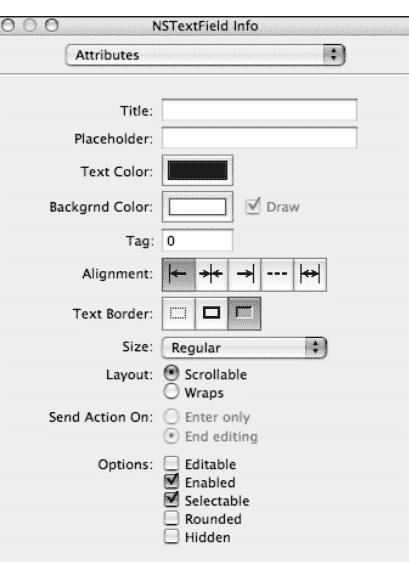 NSTextField Info
Attributes
Title:
Placeholder:
Text Color:
Backgrnd Color: Draw
Tag: 0
Alignment:
Text Border:
Size: Regular
Layout: Scrollable
Wraps
Send Action On: Enter only
End editing
Options: Editable
Enabled
Selectable
Rounded
Hidden